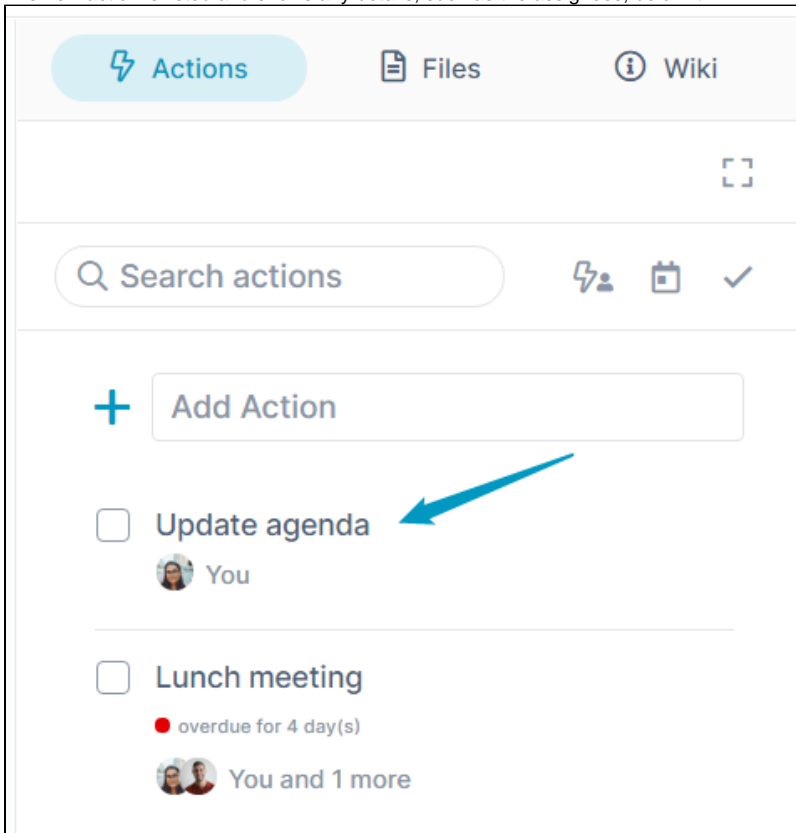 Actions Files Wiki
Search actions
Add Action
Update agenda
You
Lunch meeting
overdue for 4 day(s)
You and 1 more